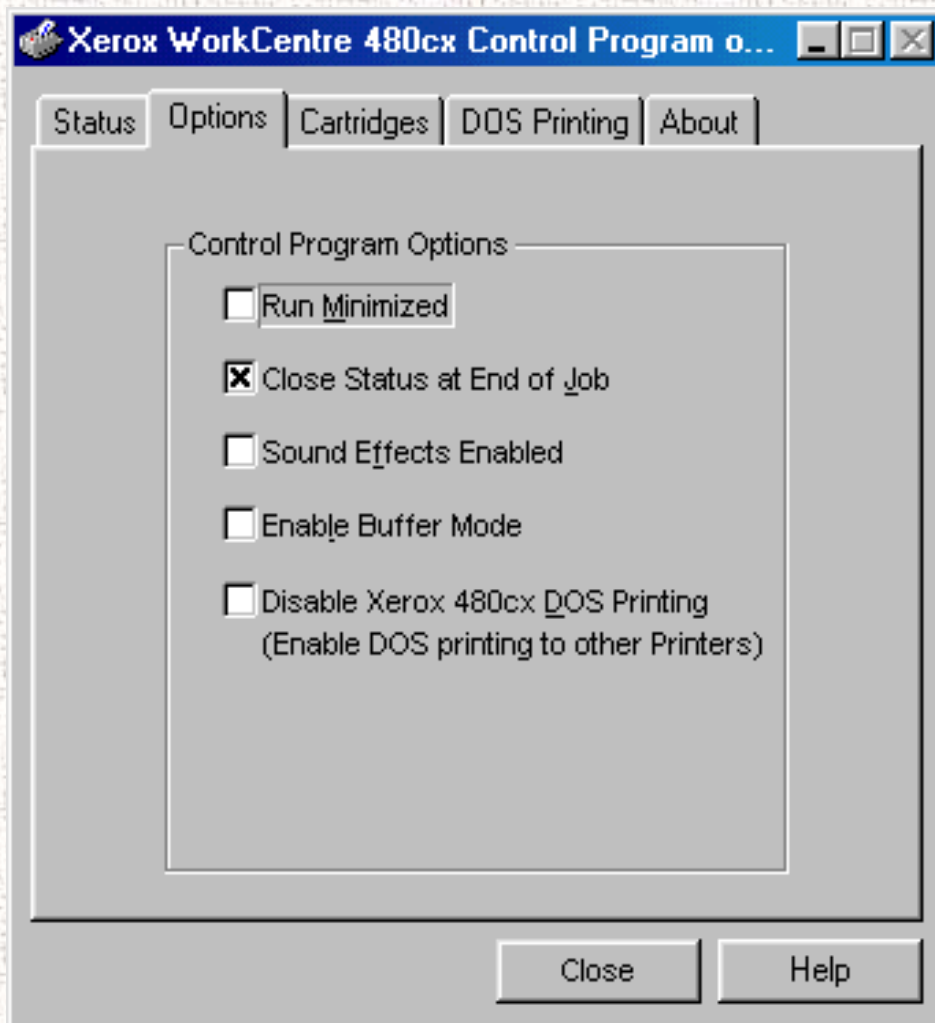 Xerox WorkCentre 480cx Control Program o...
Status Options Cartridges DOS Printing About
Control Program Options
Run Minimized
Close Status at End of Job
Sound Effects Enabled
Enable Buffer Mode
Disable Xerox 480cx DOS Printing
(Enable DOS printing to other Printers)
Close Help